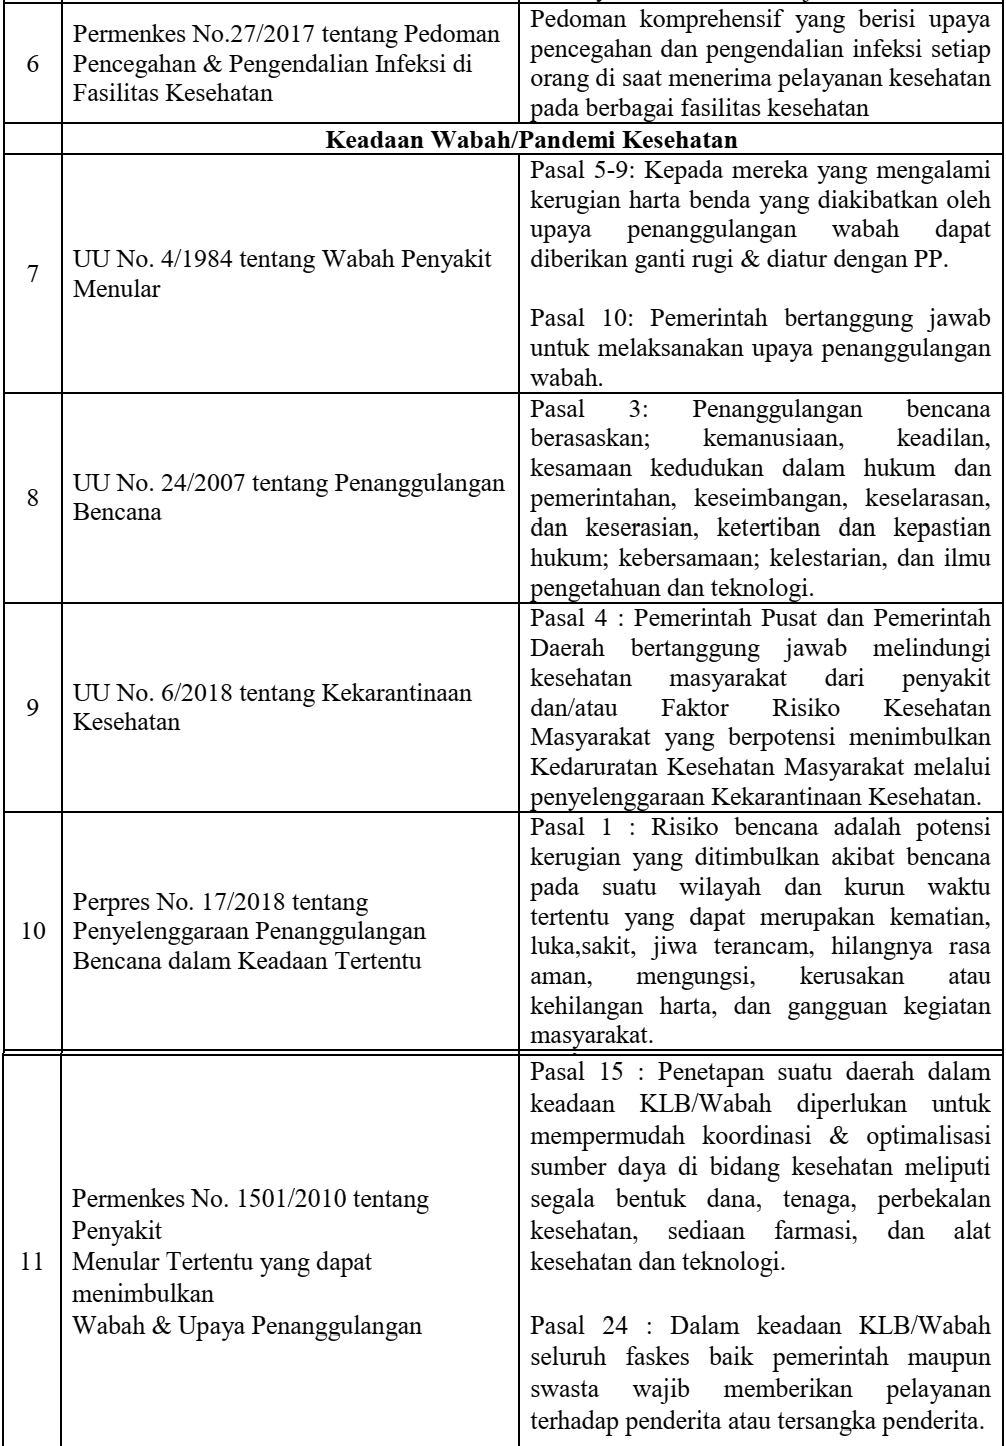 6
Permenkes No.27/2017 tentang Pedoman
Pencegahan & Pengendalian Infeksi di
Fasilitas Kesehatan
Pedoman komprehensif yang berisi upaya
pencegahan dan pengendalian infeksi setiap
orang di saat menerima pelayanan kesehatan
pada berbagai fasilitas kesehatan
Keadaan Wabah/Pandemi Kesehatan
7
UU No. 4/1984 tentang Wabah Penyakit
Menular
Pasal 5-9: Kepada mereka yang mengalami
kerugian harta benda yang diakibatkan oleh
upaya penanggulangan wabah dapat
diberikan ganti rugi & diatur dengan PP.
Pasal 10: Pemerintah bertanggung jawab
untuk melaksanakan upaya penanggulangan
wabah.
8
UU No. 24/2007 tentang Penanggulangan
Bencana
Pasal 3: Penanggulangan bencana
berasaskan; kemanusiaan, keadilan,
kesamaan kedudukan dalam hukum dan
pemerintahan, keseimbangan, keselarasan,
dan keserasian, ketertiban dan kepastian
hukum; kebersamaan; kelestarian, dan ilmu
pengetahuan dan teknologi.
9
UU No. 6/2018 tentang Kekarantinaan
Kesehatan
Pasal 4 : Pemerintah Pusat dan Pemerintah
Daerah bertanggung jawab melindungi
kesehatan masyarakat dari penyakit
dan/atau Faktor Risiko Kesehatan
Masyarakat yang berpotensi menimbulkan
Kedaruratan Kesehatan Masyarakat melalui
penyelenggaraan Kekarantinaan Kesehatan.
10
Perpres No. 17/2018 tentang
Penyelenggaraan Penanggulangan
Bencana dalam Keadaan Tertentu
Pasal 1 : Risiko bencana adalah potensi
kerugian yang ditimbulkan akibat bencana
pada suatu wilayah dan kurun waktu
tertentu yang dapat merupakan kematian,
luka,sakit, jiwa terancam, hilangnya rasa
aman, mengungsi, kerusakan atau
kehilangan harta, dan gangguan kegiatan
masyarakat.
11
Permenkes No. 1501/2010 tentang
Penyakit
Menular Tertentu yang dapat
menimbulkan
Wabah & Upaya Penanggulangan
Pasal 15 : Penetapan suatu daerah dalam
keadaan KLB/Wabah diperlukan untuk
mempermudah koordinasi & optimalisasi
sumber daya di bidang kesehatan meliputi
segala bentuk dana, tenaga, perbekalan
kesehatan, sediaan farmasi, dan alat
kesehatan dan teknologi.
Pasal 24 : Dalam keadaan KLB/Wabah
seluruh faskes baik pemerintah maupun
swasta wajib memberikan pelayanan
terhadap penderita atau tersangka penderita.